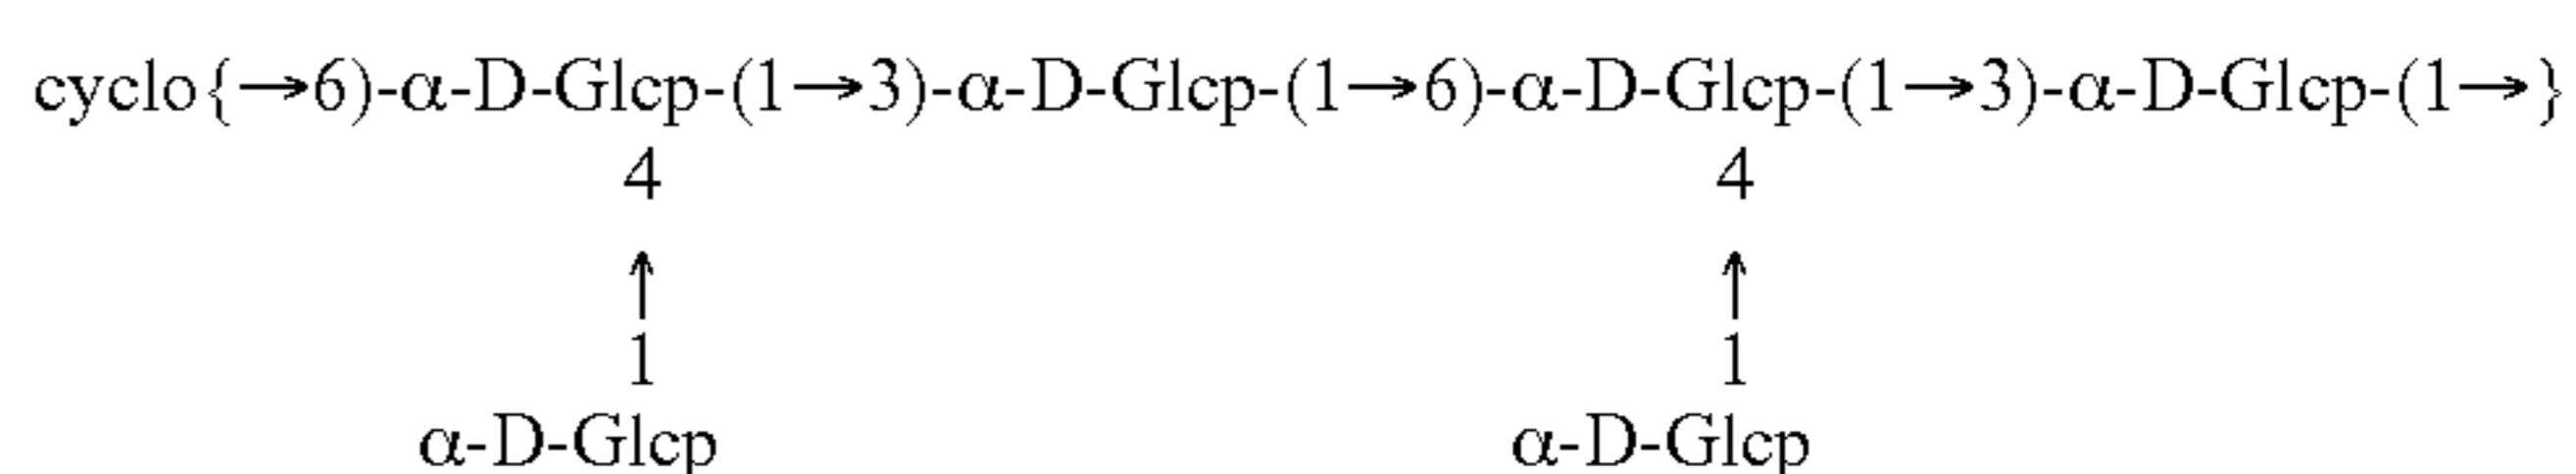 cyclo{→6)-α-D-Glcp-(1→3)-α-D-Glcp-(1→6)-α-D-Glcp-(1→3)-α-D-Glcp-(1→}
4 4
↑ ↑
1 1
α-D-Glcp α-D-Glcp